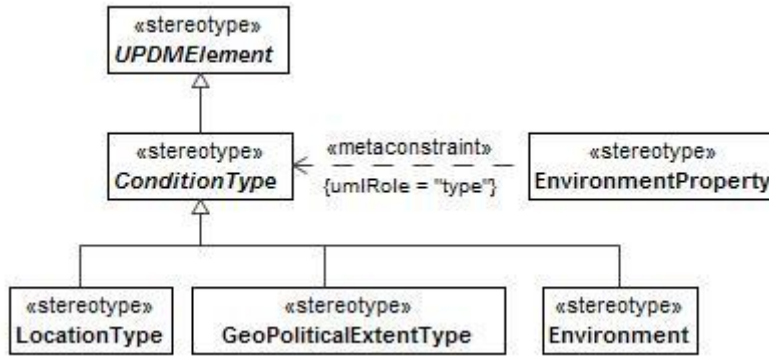 «stereotype»
UPDMElement
«stereotype»
ConditionType
«metaconstraint»
{umlRole = "type"}
«stereotype»
EnvironmentProperty
«stereotype»
LocationType
«stereotype»
GeoPoliticalExtentType
«stereotype»
Environment